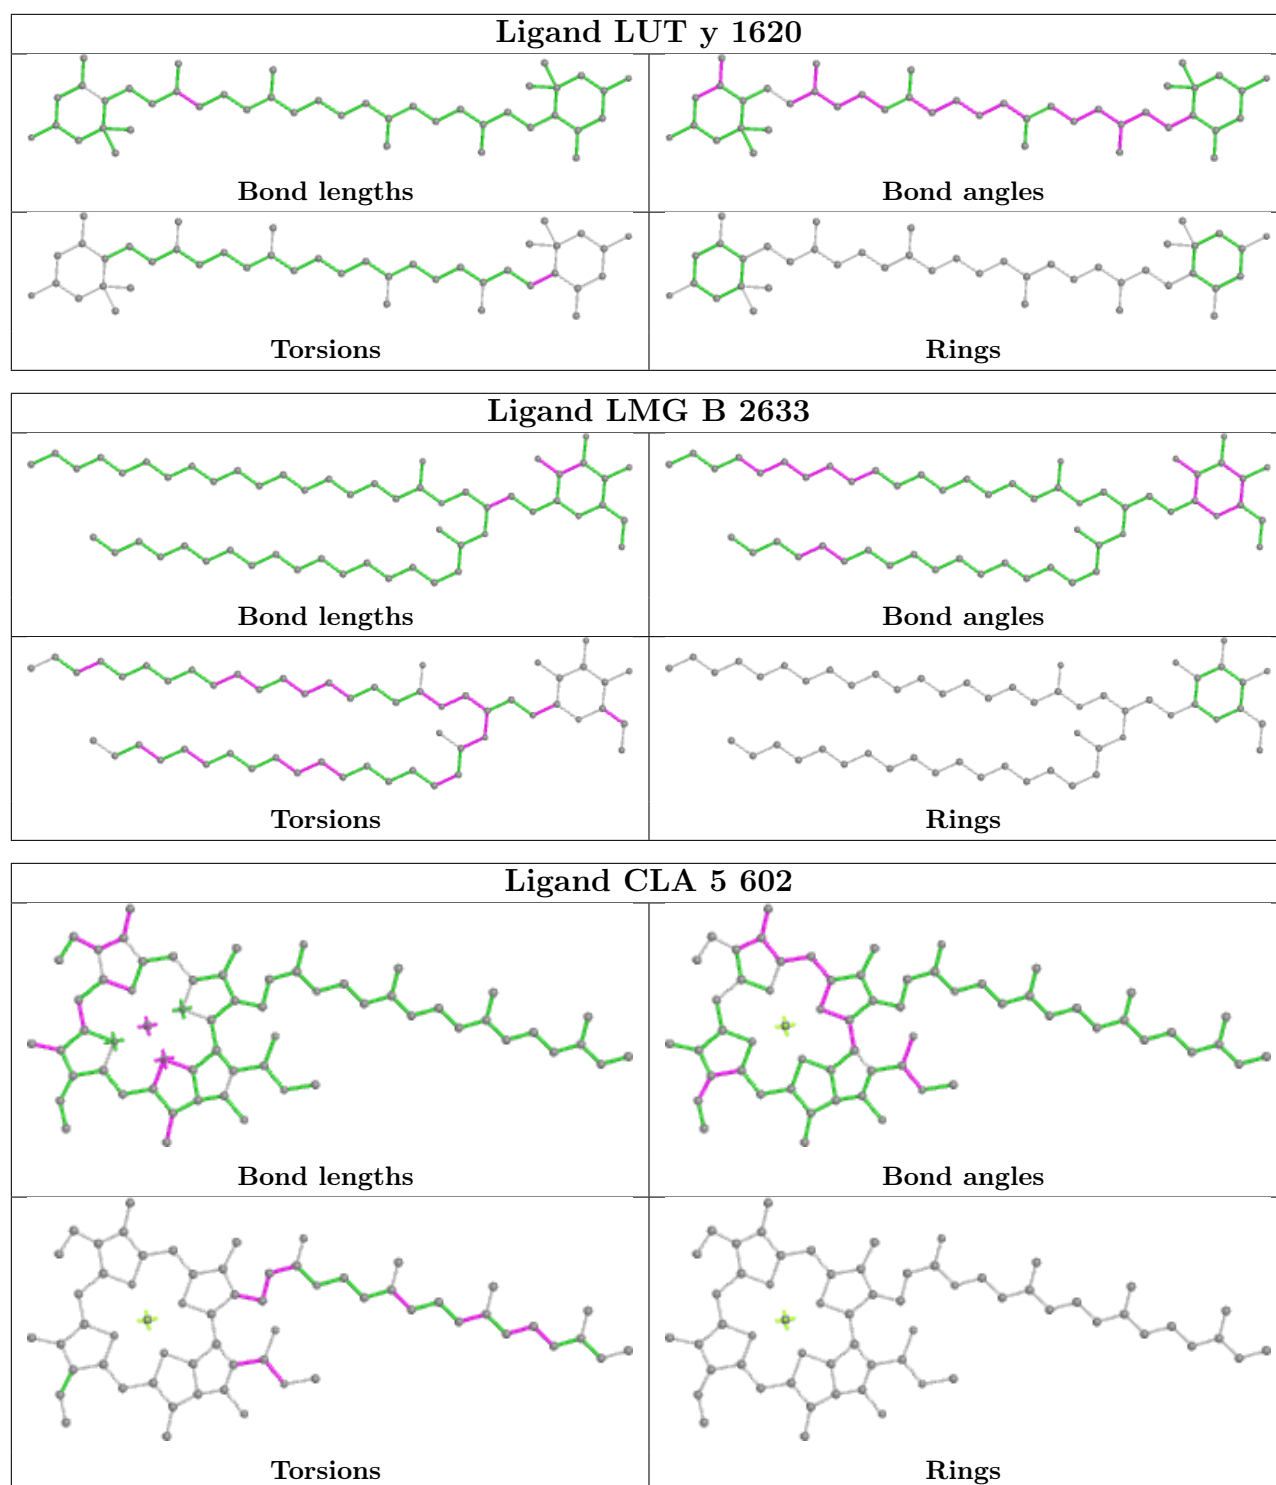 Ligand LUT y 1620
Bond lengths
Bond angles
Torsions
Rings
Ligand LMG B 2633
Bond lengths
Bond angles
Torsions
Rings
Ligand CLA 5 602
Bond lengths
Bond angles
Torsions
Rings